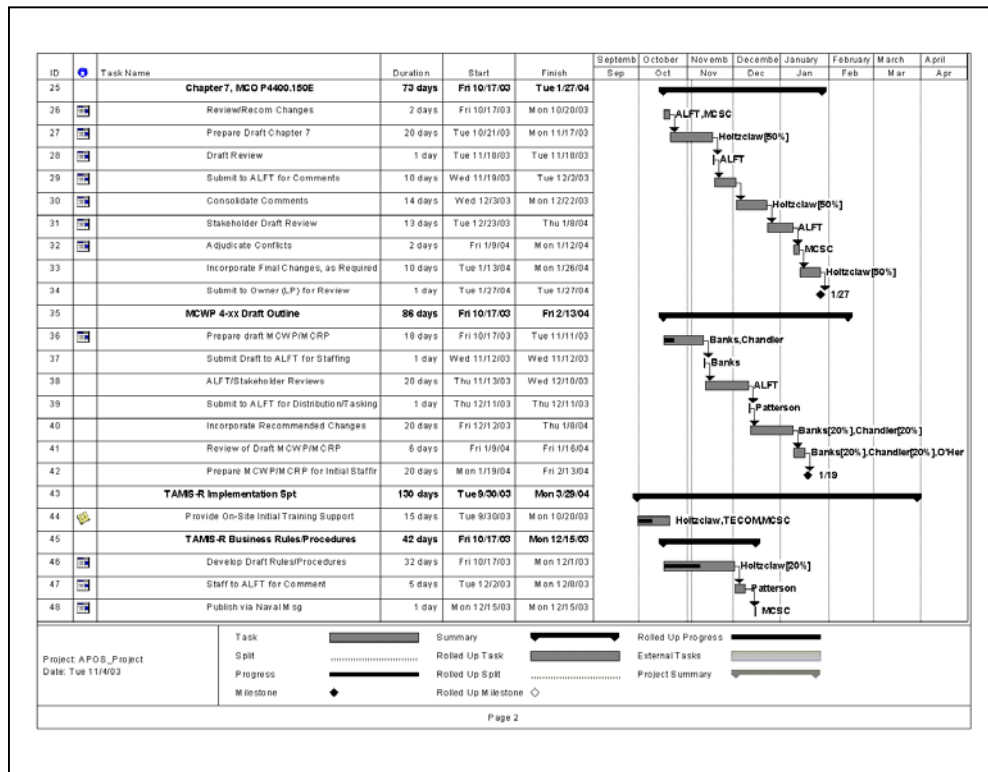 Septemb October Novemb Decembe January February March April
ID Task Name Duration Start Finish Sep Oct Nov Dec Jan Feb Mar Apr
25 Chapter 7, MCO P4400.150E 73 days Fri 10/17/03 Tue 1/27/04
26 Review/Recom Changes 2 days Fri 10/17/03 Mon 10/20/03 ALFT,MCSC
27 Prepare Draft Chapter 7 20 days Tue 10/21/03 Mon 11/17/03 Holtzclaw[50%]
28 Draft Review 1 day Tue 11/18/03 Tue 11/18/03 ALFT
29 Submit to ALFT for Comments 10 days Wed 11/19/03 Tue 12/2/03
30 Consolidate Comments 14 days Wed 12/3/03 Mon 12/22/03 Holtzclaw[50%]
31 Stakeholder Draft Review 13 days Tue 12/23/03 Thu 1/8/04 ALFT
32 Adjudicate Conflicts 2 days Fri 1/9/04 Mon 1/12/04 MCSC
33 Incorporate Final Changes, as Required 10 days Tue 1/13/04 Mon 1/26/04 Holtzclaw[50%]
34 Submit to Owner (LP) for Review 1 day Tue 1/27/04 Tue 1/27/04 1/27
35 MCWP 4-xx Draft Outline 86 days Fri 10/17/03 Fri 2/13/04
36 Prepare draft MCWP/MCRP 18 days Fri 10/17/03 Tue 11/11/03 Banks,Chandler
37 Submit Draft to ALFT for Staffing 1 day Wed 11/12/03 Wed 11/12/03 Banks
38 ALFT/Stakeholder Reviews 20 days Thu 11/13/03 Wed 12/10/03 ALFT
39 Submit to ALFT for Distribution/Tasking 1 day Thu 12/11/03 Thu 12/11/03 Patterson
40 Incorporate Recommended Changes 20 days Fri 12/12/03 Thu 1/8/04 Banks[20%],Chandler[20%]
41 Review of Draft MCWP/MCRP 6 days Fri 1/9/04 Fri 1/16/04 Banks[20%],Chandler[20%],O'Her
42 Prepare MCWP/MCRP for Initial Staffir 20 days Mon 1/19/04 Fri 2/13/04 1/19
43 TAMIS-R Implementation Spt 130 days Tue 9/30/03 Mon 3/29/04
44 Provide On-Site Initial Training Support 15 days Tue 9/30/03 Mon 10/20/03 Holtzclaw,TECOM,MCSC
45 TAMIS-R Business Rules/Procedures 42 days Fri 10/17/03 Mon 12/15/03
46 Develop Draft Rules/Procedures 32 days Fri 10/17/03 Mon 12/1/03 Holtzclaw[20%]
47 Staff to ALFT for Comment 5 days Tue 12/2/03 Mon 12/8/03 Patterson
48 Publish via Naval Msg 1 day Mon 12/15/03 Mon 12/15/03 MCSC
Project: APOS_Project
Date: Tue 11/4/03
Task Summary Rolled Up Progress
Split Rolled Up Task External Tasks
Progress Rolled Up Split Project Summary
Milestone Rolled Up Milestone
Page 2